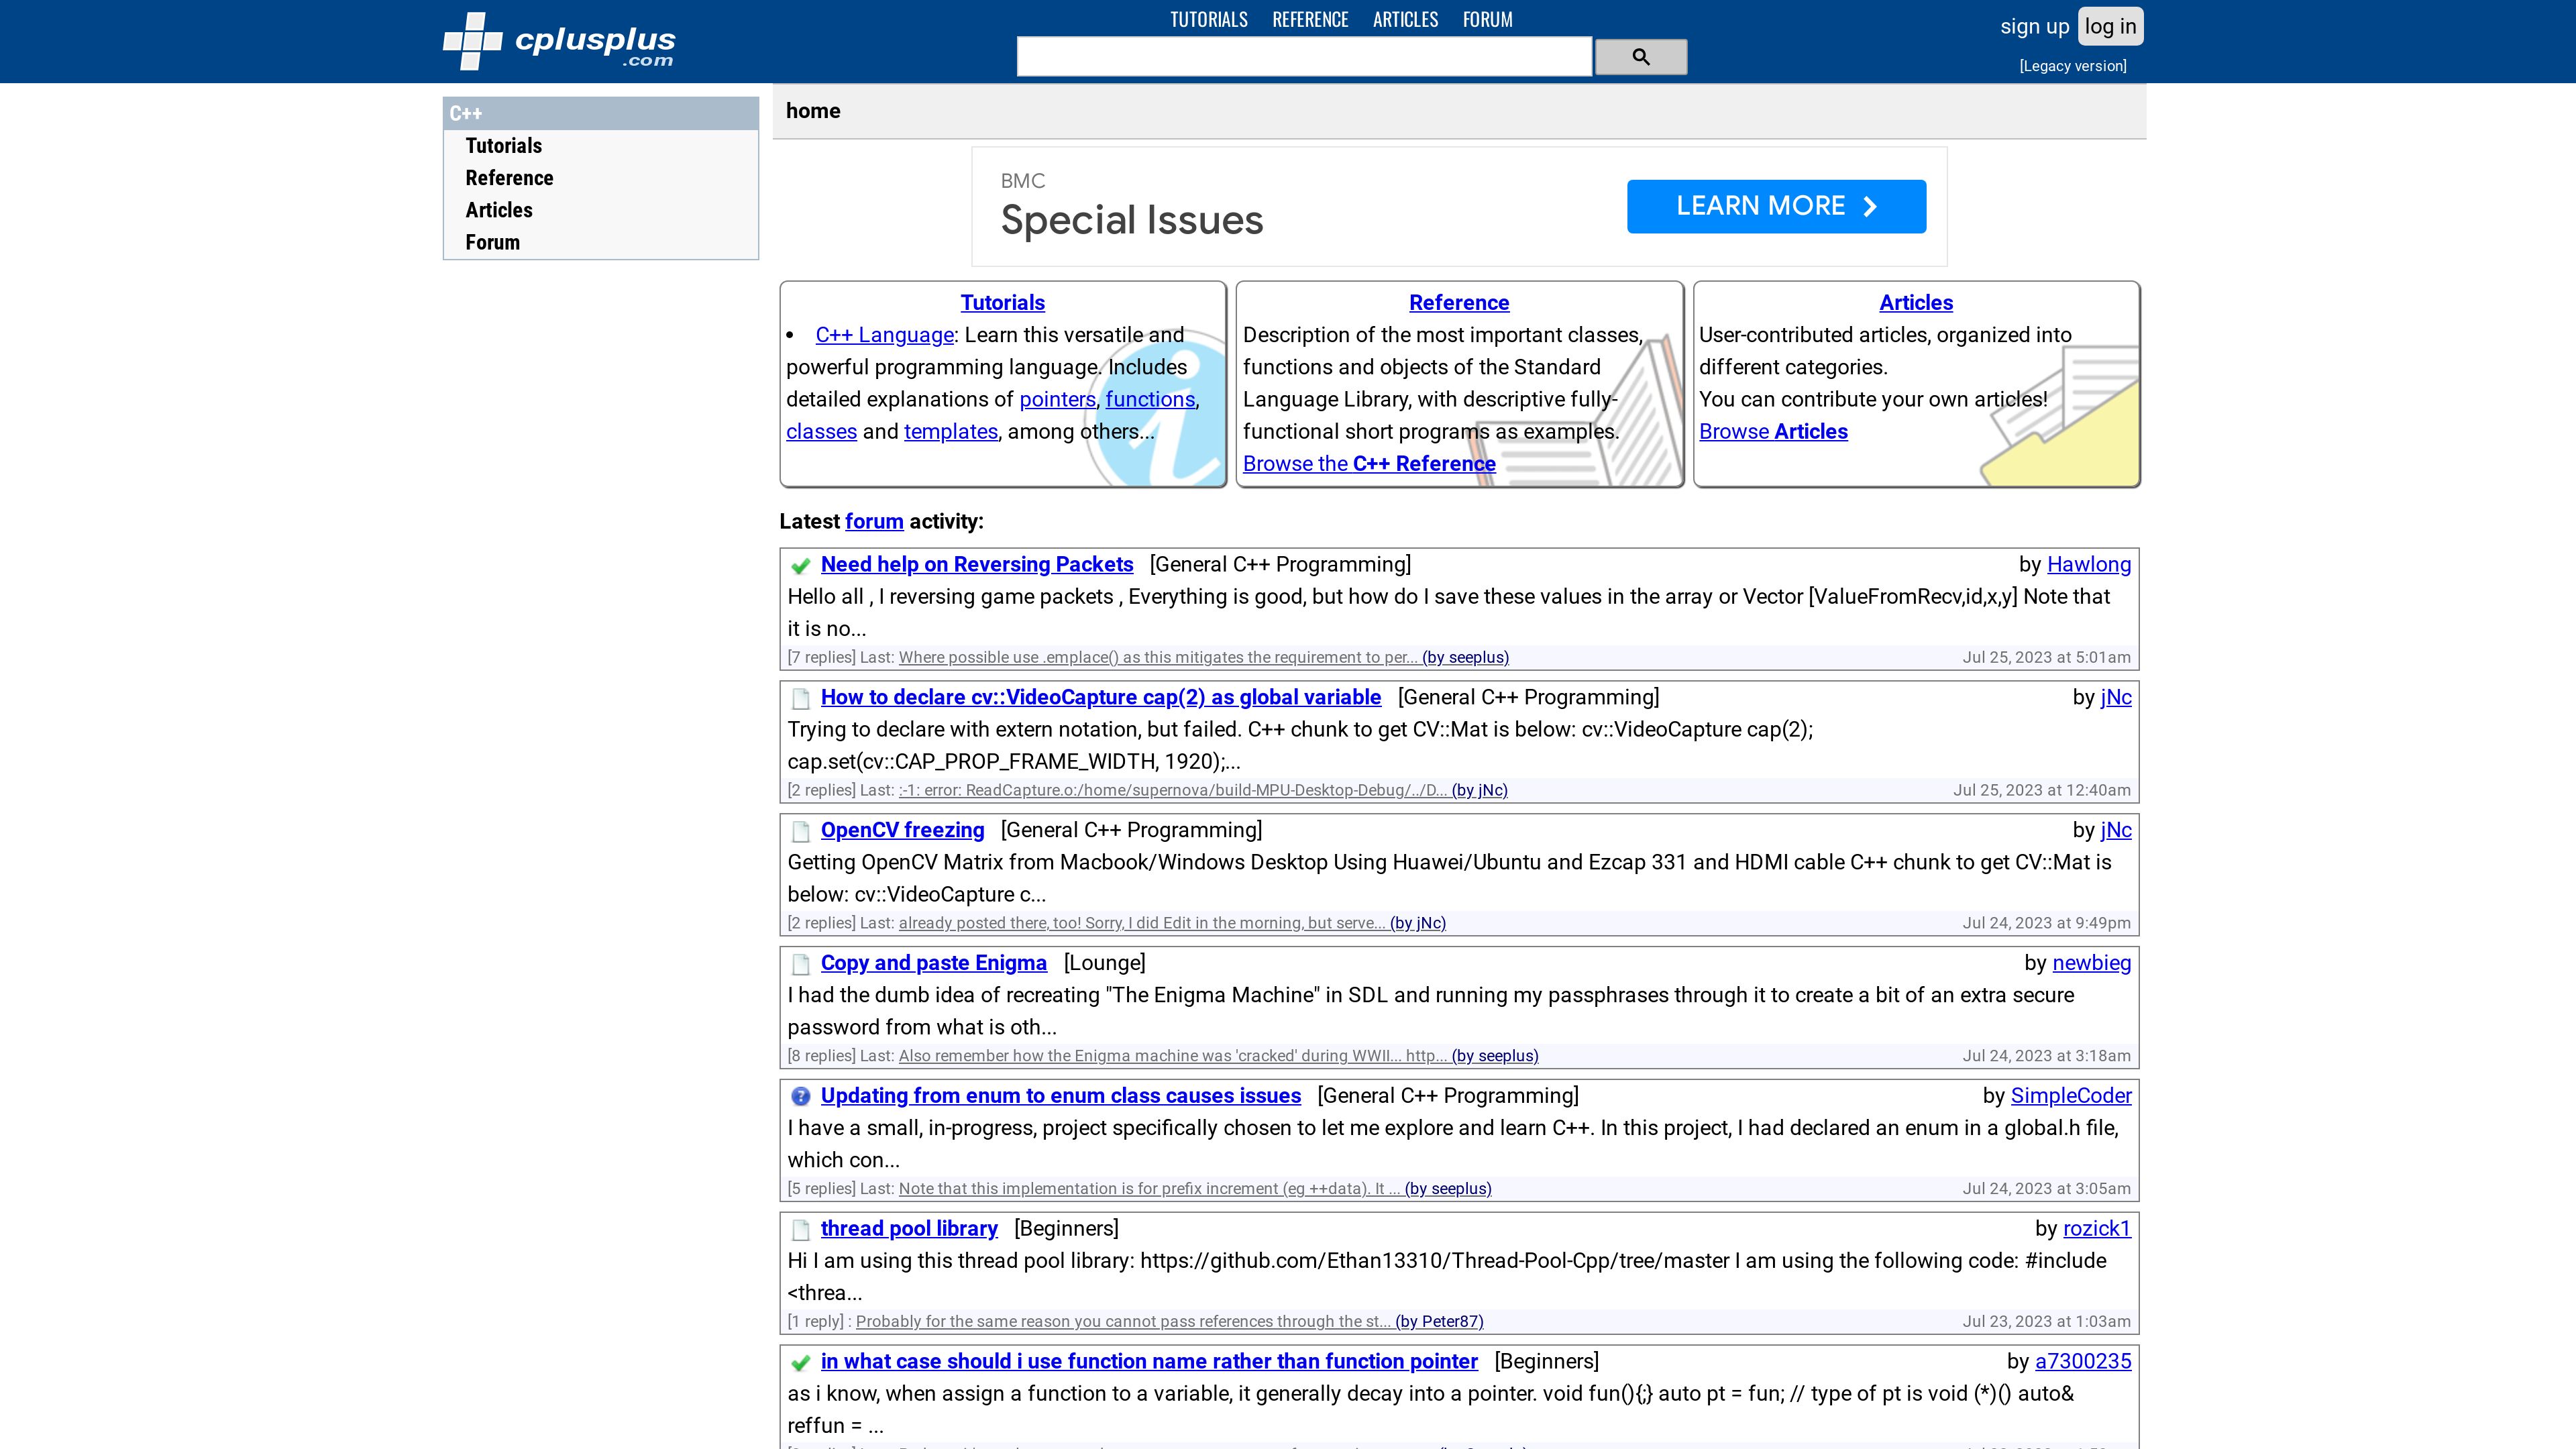 cplusplus
.com
TUTORIALS REFERENCE ARTICLES FORUM
sign up log in
[Legacy version]
C++
Tutorials
Reference
Articles
Forum
home
BMC
Special Issues
LEARN MORE
Tutorials
• C++ Language: Learn this versatile and
powerful programming language. Includes
detailed explanations of pointers, functions,
classes and templates, among others...
Reference
Description of the most important classes,
functions and objects of the Standard
Language Library, with descriptive fully-
functional short programs as examples.
Browse the C++ Reference
Articles
User-contributed articles, organized into
different categories.
You can contribute your own articles!
Browse Articles
Latest forum activity:
Need help on Reversing Packets [General C++ Programming] by Hawlong
Hello all , I reversing game packets , Everything is good, but how do I save these values in the array or Vector [ValueFromRecv,id,x,y] Note that
it is no...
[7 replies] Last: Where possible use .emplace() as this mitigates the requirement to per... (by seeplus) Jul 25, 2023 at 5:01am
How to declare cv::VideoCapture cap(2) as global variable [General C++ Programming] by jNc
Trying to declare with extern notation, but failed. C++ chunk to get CV::Mat is below: cv::VideoCapture cap(2);
cap.set(cv::CAP_PROP_FRAME_WIDTH, 1920);...
[2 replies] Last: :-1: error: ReadCapture.o:/home/supernova/build-MPU-Desktop-Debug/../D... (by jNc) Jul 25, 2023 at 12:40am
OpenCV freezing [General C++ Programming] by jNc
Getting OpenCV Matrix from Macbook/Windows Desktop Using Huawei/Ubuntu and Ezcap 331 and HDMI cable C++ chunk to get CV::Mat is
below: cv::VideoCapture c...
[2 replies] Last: already posted there, too! Sorry, I did Edit in the morning, but serve... (by jNc) Jul 24, 2023 at 9:49pm
Copy and paste Enigma [Lounge] by newbieg
I had the dumb idea of recreating "The Enigma Machine" in SDL and running my passphrases through it to create a bit of an extra secure
password from what is oth...
[8 replies] Last: Also remember how the Enigma machine was 'cracked' during WWII... http... (by seeplus) Jul 24, 2023 at 3:18am
Updating from enum to enum class causes issues [General C++ Programming] by SimpleCoder
I have a small, in-progress, project specifically chosen to let me explore and learn C++. In this project, I had declared an enum in a global.h file,
which con...
[5 replies] Last: Note that this implementation is for prefix increment (eg ++data). It ... (by seeplus) Jul 24, 2023 at 3:05am
thread pool library [Beginners] by rozick1
Hi I am using this thread pool library: https://github.com/Ethan13310/Thread-Pool-Cpp/tree/master I am using the following code: #include
<threa...
[1 reply] : Probably for the same reason you cannot pass references through the st... (by Peter87) Jul 23, 2023 at 1:03am
in what case should i use function name rather than function pointer [Beginners] by a7300235
as i know, when assign a function to a variable, it generally decay into a pointer. void fun(){;} auto pt = fun; // type of pt is void (*)() auto&
reffun = ...